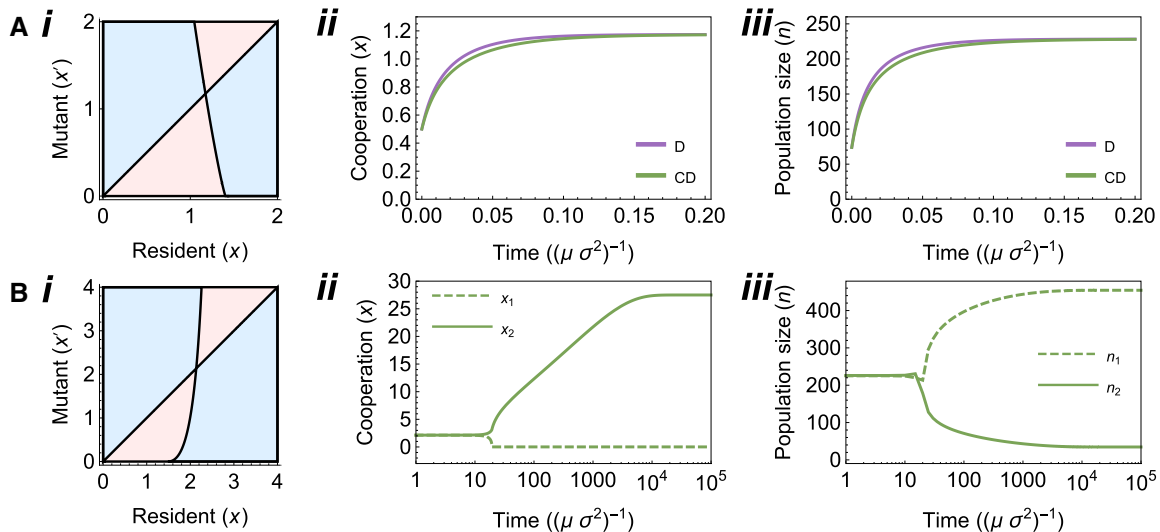 A
i
Mutant (x′)
2
1
0
0 1 2
Resident (x)
ii
Cooperation (x)
1.2
1.0
0.8
0.6
0.4
0.2
0.0
D
CD
0.00 0.05 0.10 0.15 0.20
Time ((μ σ²)⁻¹)
iii
Population size (n)
250
200
150
100
50
0
D
CD
0.00 0.05 0.10 0.15 0.20
Time ((μ σ²)⁻¹)
B
i
Mutant (x′)
4
3
2
1
0
0 1 2 3 4
Resident (x)
ii
Cooperation (x)
30
25
20
15
10
5
0
x₁
x₂
1 10 100 1000 10⁴ 10⁵
Time ((μ σ²)⁻¹)
iii
Population size (n)
400
300
200
100
0
n₁
n₂
1 10 100 1000 10⁴ 10⁵
Time ((μ σ²)⁻¹)